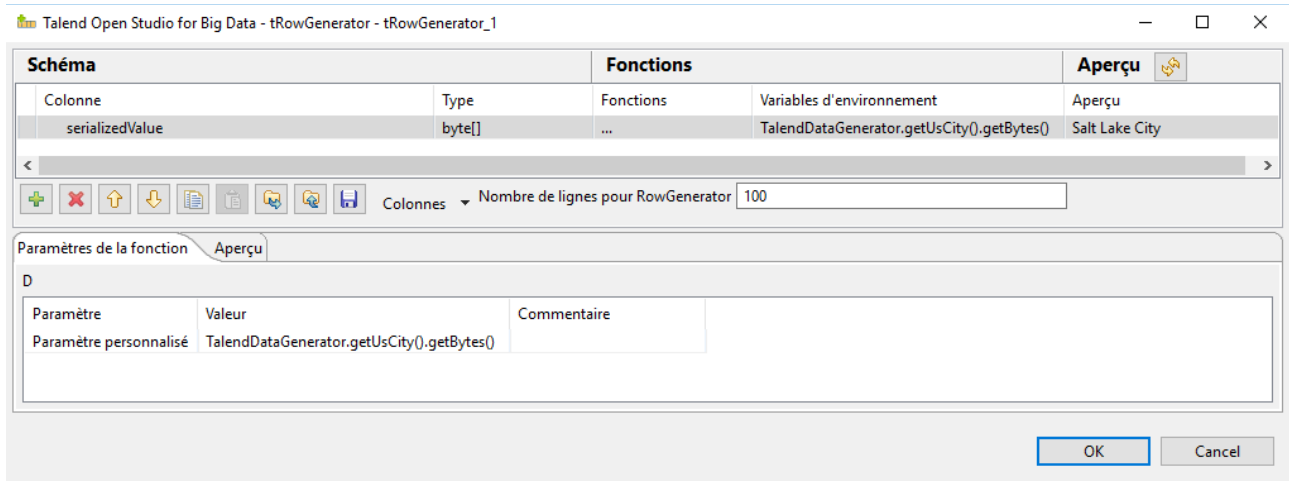 Talend Open Studio for Big Data - tRowGenerator - tRowGenerator_1
Schéma Fonctions Aperçu
Colonne Type Fonctions Variables d'environnement Aperçu
serializedValue byte[] ... TalendDataGenerator.getUsCity().getBytes() Salt Lake City
Colonnes Nombre de lignes pour RowGenerator 100
Paramètres de la fonction Aperçu
D
Paramètre Valeur Commentaire
Paramètre personnalisé TalendDataGenerator.getUsCity().getBytes()
OK Cancel